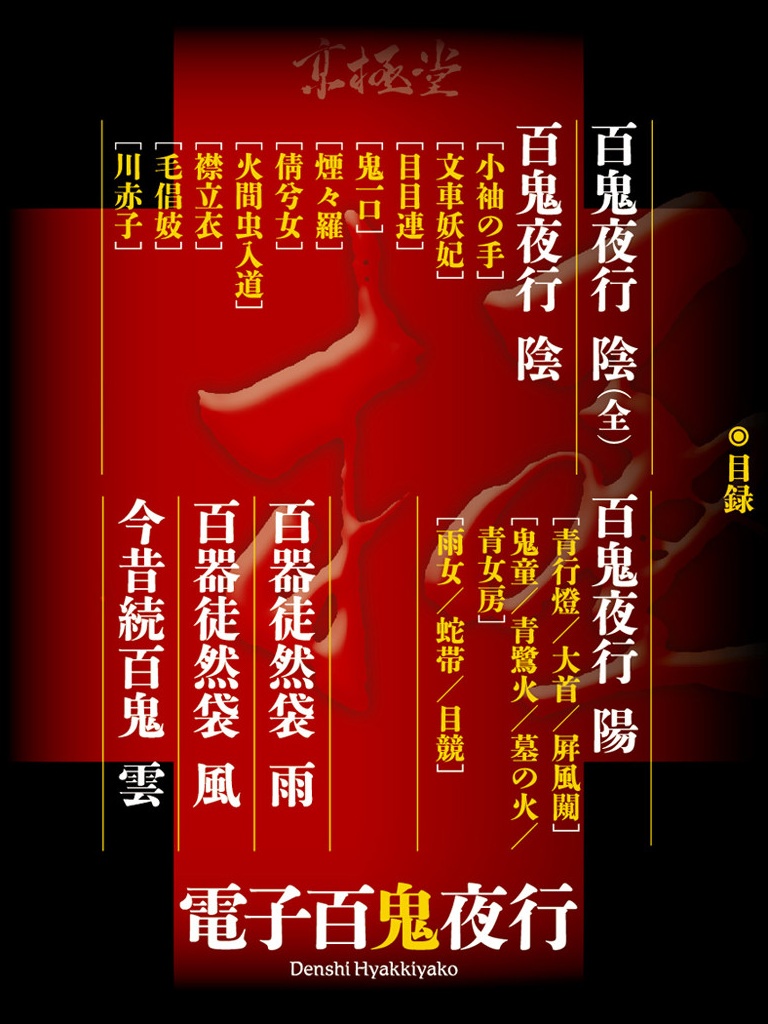 京極堂
◉目録
百鬼夜行 陰（全）
百鬼夜行 陰
［小袖の手］
［文車妖妃］
［目目連］
［鬼一口］
［煙々羅］
［倩兮女］
［火間虫入道］
［襟立衣］
［毛倡妓］
［川赤子］
百鬼夜行 陽
［青行燈／大首／屏風闚］
［鬼童／青鷺火／墓の火／
青女房］
［雨女／蛇帯／目競］
百器徒然袋 雨
百器徒然袋 風
今昔続百鬼 雲
電子百鬼夜行
Denshi Hyakkiyako